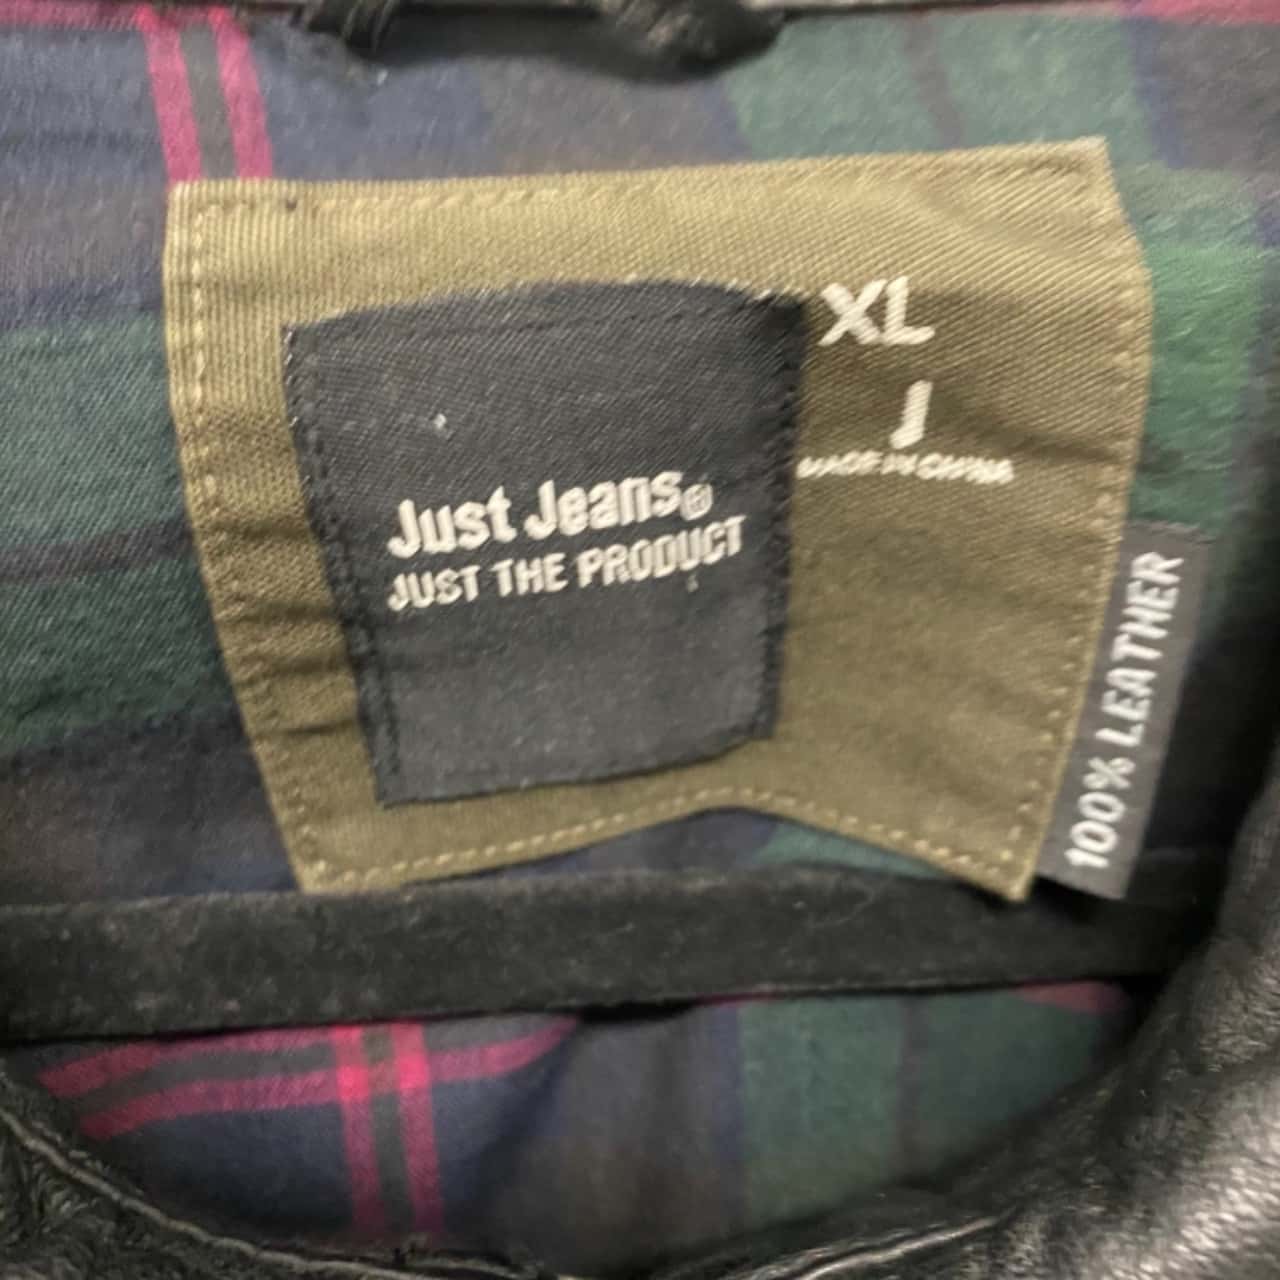 XL
J
MADE IN CHINA
Just Jeans®
JUST THE PRODUCT
100% LEATHER